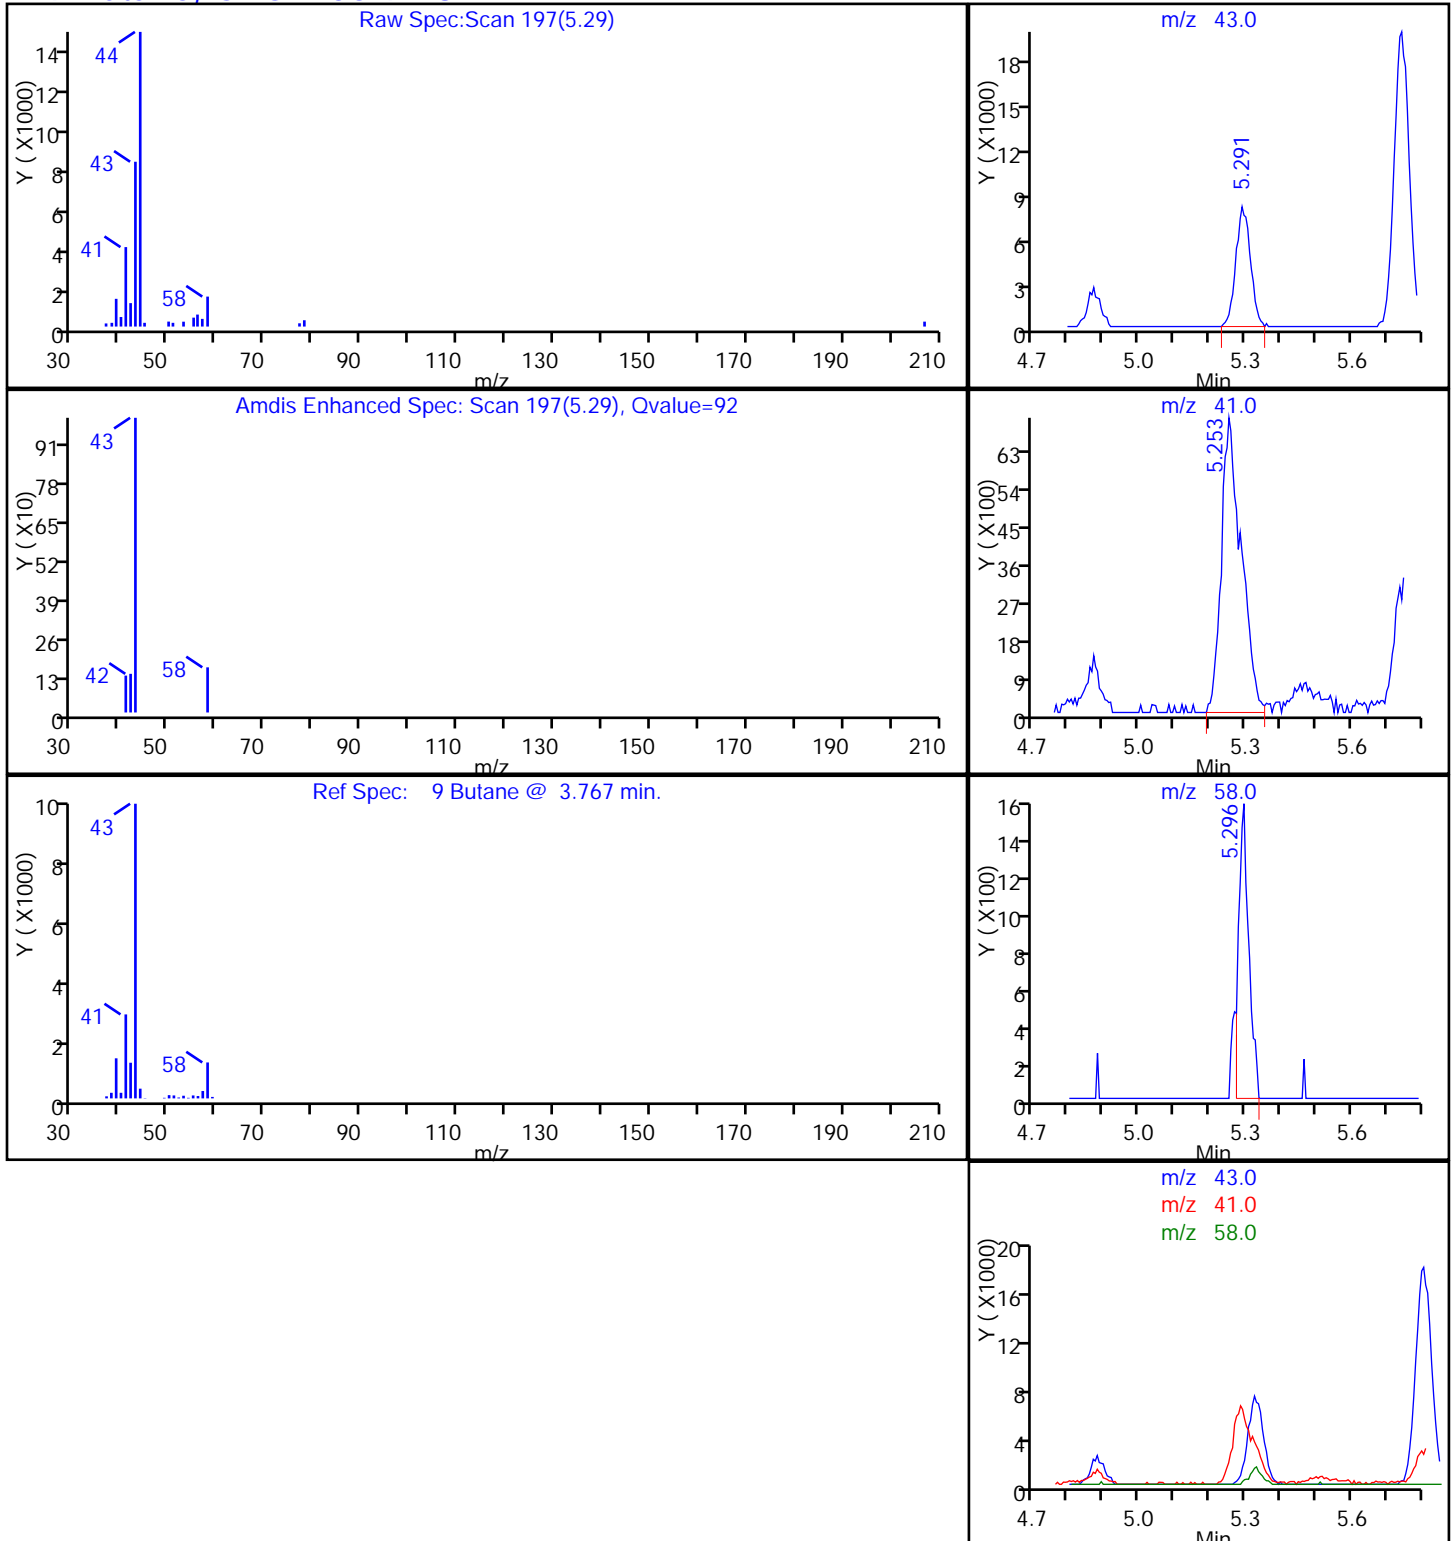 Raw Spec:Scan 197(5.29)
Y ( X1000)
14
12
10
8
6
4
2
0
44
43
41
58
30 50 70 90 110 130 150 170 190 210
m/z
m/z 43.0
Y ( X1000)
18
15
12
9
6
3
0
5.291
4.7 5.0 5.3 5.6
Min
Amdis Enhanced Spec: Scan 197(5.29), Qvalue=92
Y ( X10)
91
78
65
52
39
26
13
0
43
42
58
30 50 70 90 110 130 150 170 190 210
m/z
m/z 41.0
Y ( X100)
63
54
45
36
27
18
9
0
5.253
4.7 5.0 5.3 5.6
Min
Ref Spec: 9 Butane @ 3.767 min.
Y ( X1000)
10
8
6
4
2
0
43
41
58
30 50 70 90 110 130 150 170 190 210
m/z
m/z 58.0
Y ( X100)
16
14
12
10
8
6
4
2
0
5.296
4.7 5.0 5.3 5.6
Min
m/z 43.0
m/z 41.0
m/z 58.0
Y ( X1000)
20
16
12
8
4
0
4.7 5.0 5.3 5.6
Min